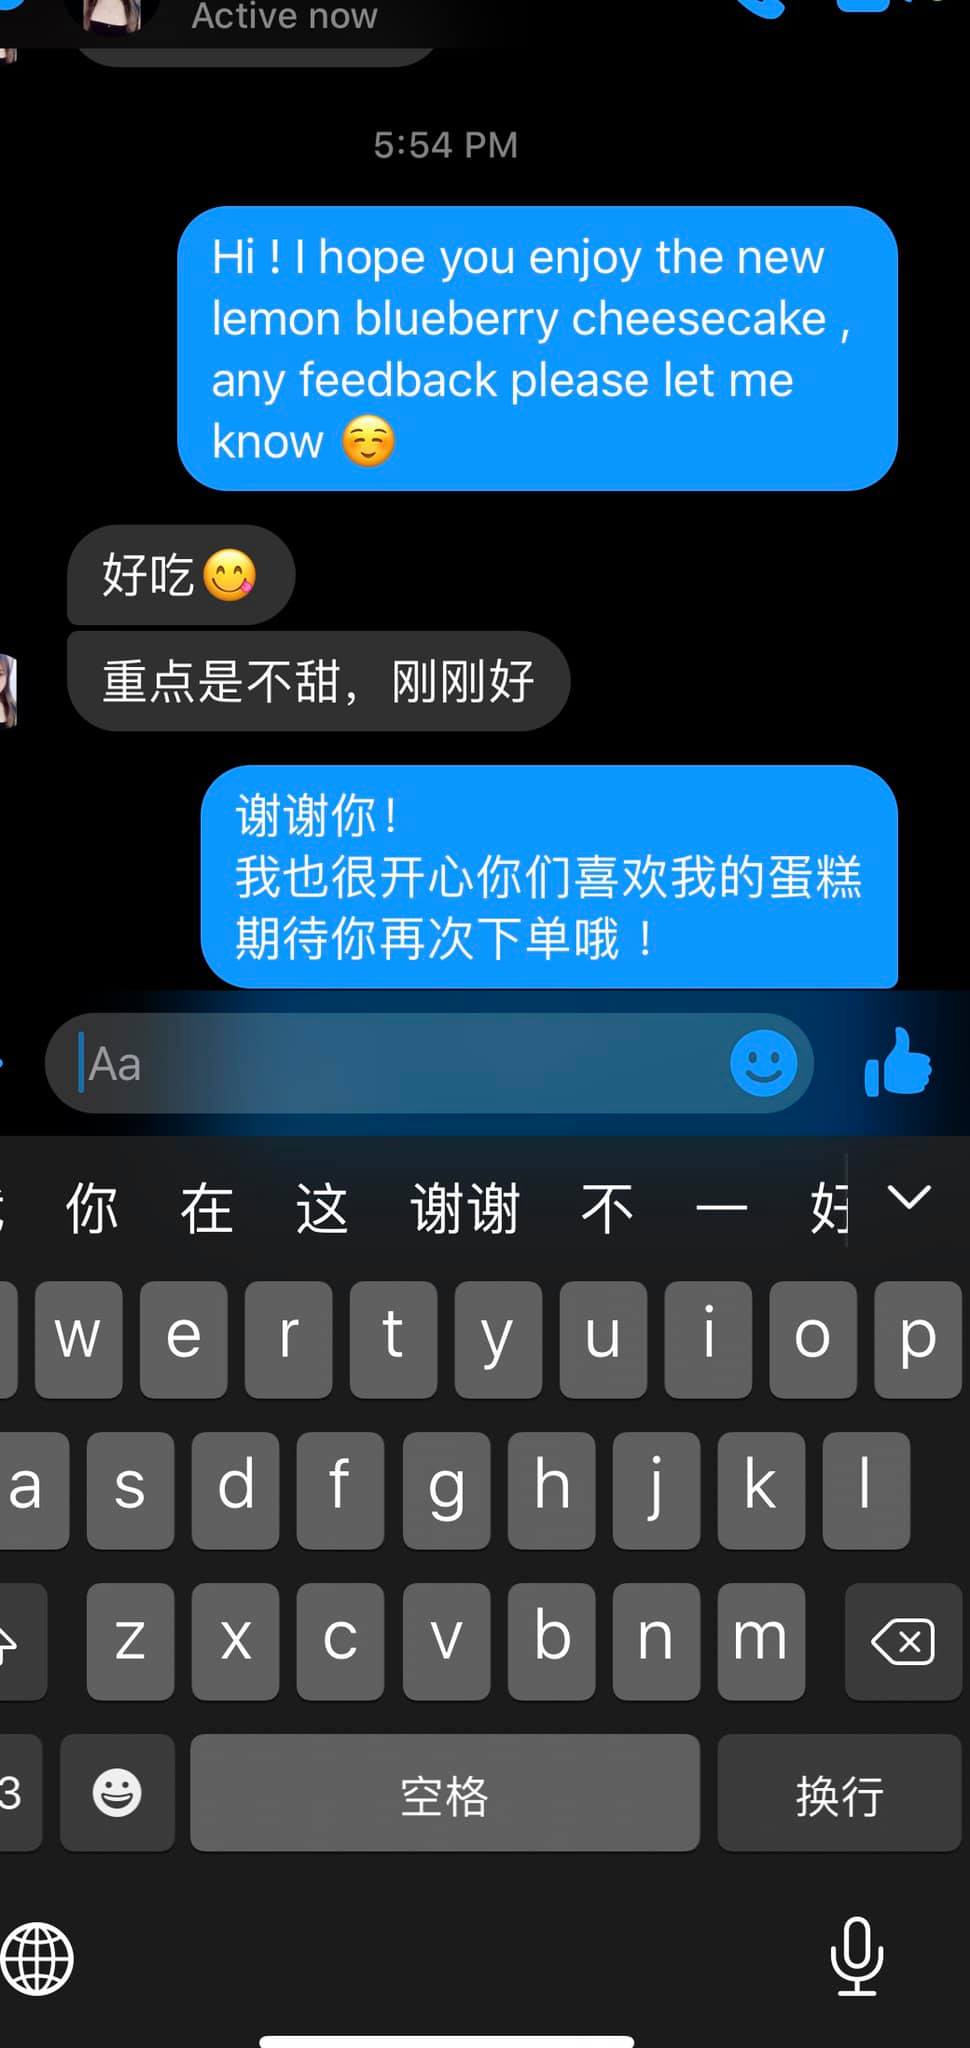 Active now
5:54 PM
Hi ! I hope you enjoy the new
lemon blueberry cheesecake ,
any feedback please let me
know ☺️
好吃😋
重点是不甜，刚刚好
谢谢你！
我也很开心你们喜欢我的蛋糕
期待你再次下单哦！
Aa
你 在 这 谢谢 不 一 好
w e r t y u i o p
a s d f g h j k l
z x c v b n m
3 空格 换行